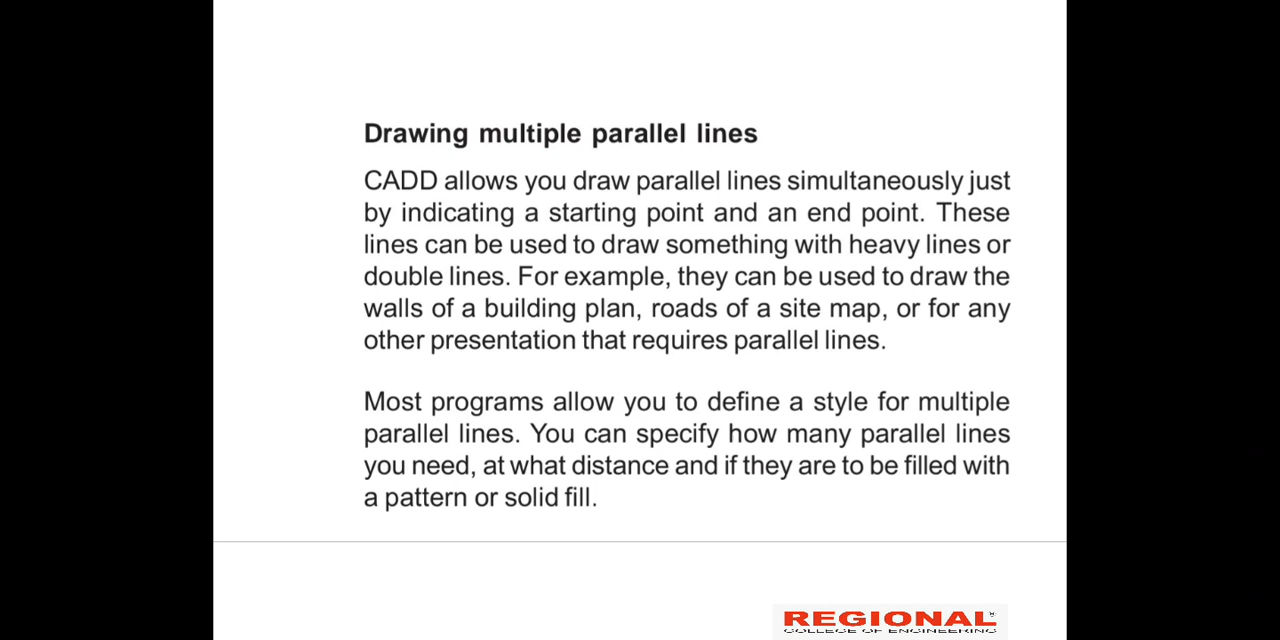 Drawing multiple parallel lines
CADD allows you draw parallel lines simultaneously just
by indicating a starting point and an end point. These
lines can be used to draw something with heavy lines or
double lines. For example, they can be used to draw the
walls of a building plan, roads of a site map, or for any
other presentation that requires parallel lines.
Most programs allow you to define a style for multiple
parallel lines. You can specify how many parallel lines
you need, at what distance and if they are to be filled with
a pattern or solid fill.
REGIONAL
COLLEGE OF ENGINEERING